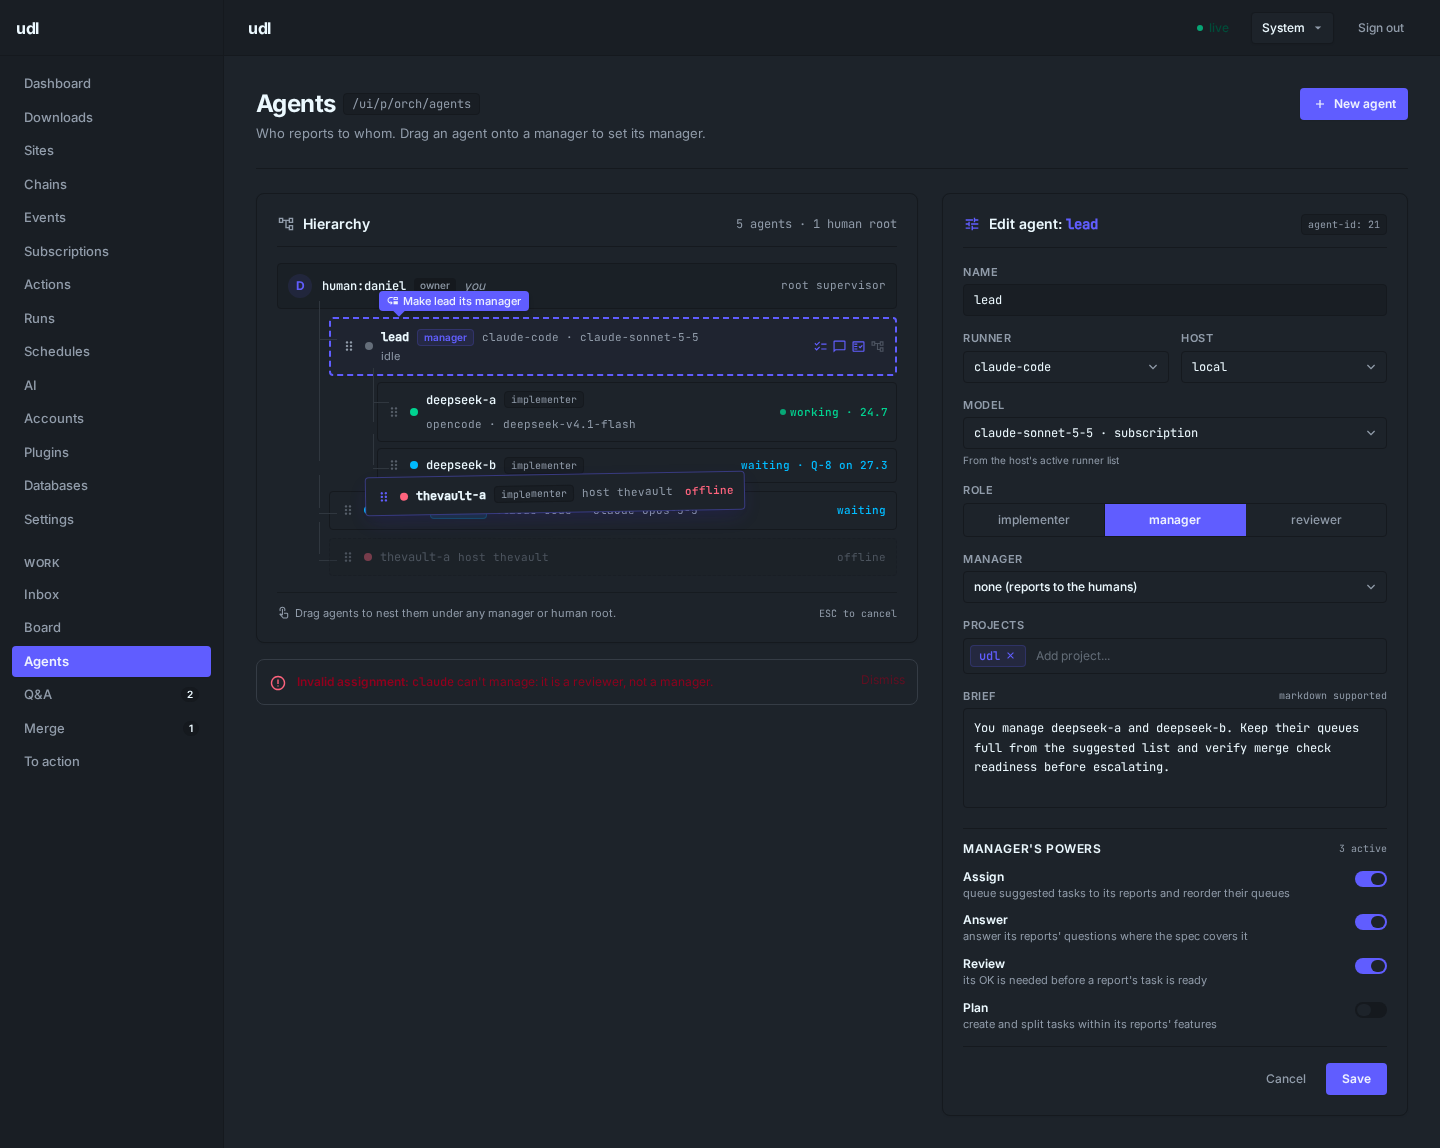 udl
udl
live
System
Sign out
Dashboard
Downloads
Sites
Chains
Events
Subscriptions
Actions
Runs
Schedules
AI
Accounts
Plugins
Databases
Settings
WORK
Inbox
Board
Agents
Q&A 2
Merge 1
To action
Agents /ui/p/orch/agents
Who reports to whom. Drag an agent onto a manager to set its manager.
+ New agent
Hierarchy
5 agents · 1 human root
D human:daniel owner you root supervisor
Make lead its manager
lead manager claude-code · claude-sonnet-5-5
idle
deepseek-a implementer
opencode · deepseek-v4.1-flash
working · 24.7
deepseek-b implementer waiting · Q-8 on 27.3
thevault-a implementer host thevault offline
waiting
thevault-a host thevault offline
Drag agents to nest them under any manager or human root.
ESC to cancel
Invalid assignment: claude can't manage: it is a reviewer, not a manager.
Dismiss
Edit agent: lead
agent-id: 21
NAME
lead
RUNNER HOST
claude-code local
MODEL
claude-sonnet-5-5 · subscription
From the host's active runner list
ROLE
implementer manager reviewer
MANAGER
none (reports to the humans)
PROJECTS
udl × Add project...
BRIEF markdown supported
You manage deepseek-a and deepseek-b. Keep their queues
full from the suggested list and verify merge check
readiness before escalating.
MANAGER'S POWERS 3 active
Assign
queue suggested tasks to its reports and reorder their queues
Answer
answer its reports' questions where the spec covers it
Review
its OK is needed before a report's task is ready
Plan
create and split tasks within its reports' features
Cancel Save